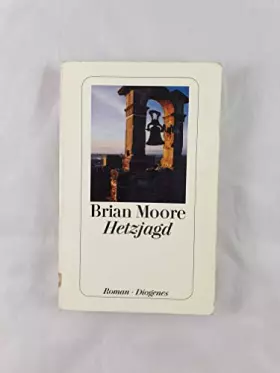 Brian Moore
Hetzjagd
Roman · Diogenes